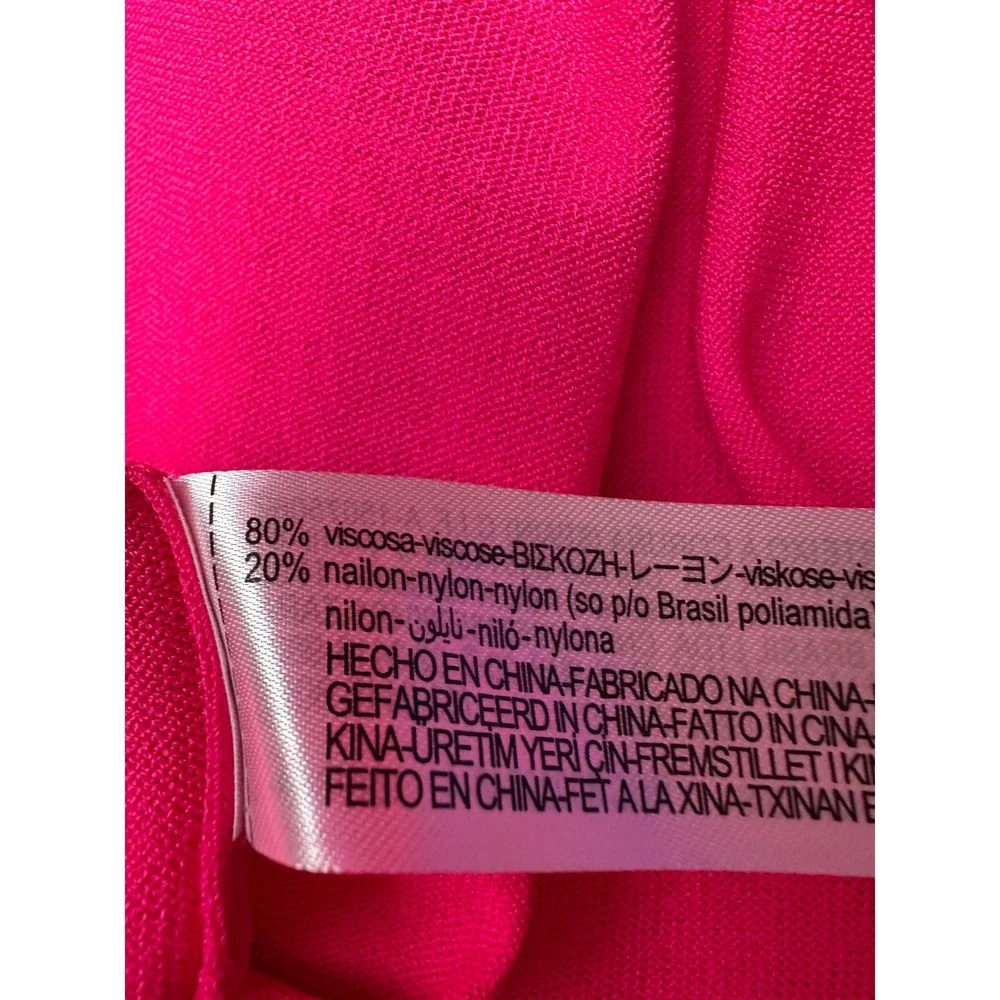 80% viscosa-viscose-ΒΙΣΚΟΖΗ-レーヨン-viskose-vis
20% nailon-nylon-nylon (so p/o Brasil poliamida)
nilon-نايلون-niló-nylona
HECHO EN CHINA-FABRICADO NA CHINA-
GEFABRICEERD IN CHINA-FATTO IN CINA-
KINA-ÜRETİM YERİ ÇİN-FREMSTILLET I KIN
FEITO EN CHINA-FET A LA XINA-TXINAN E